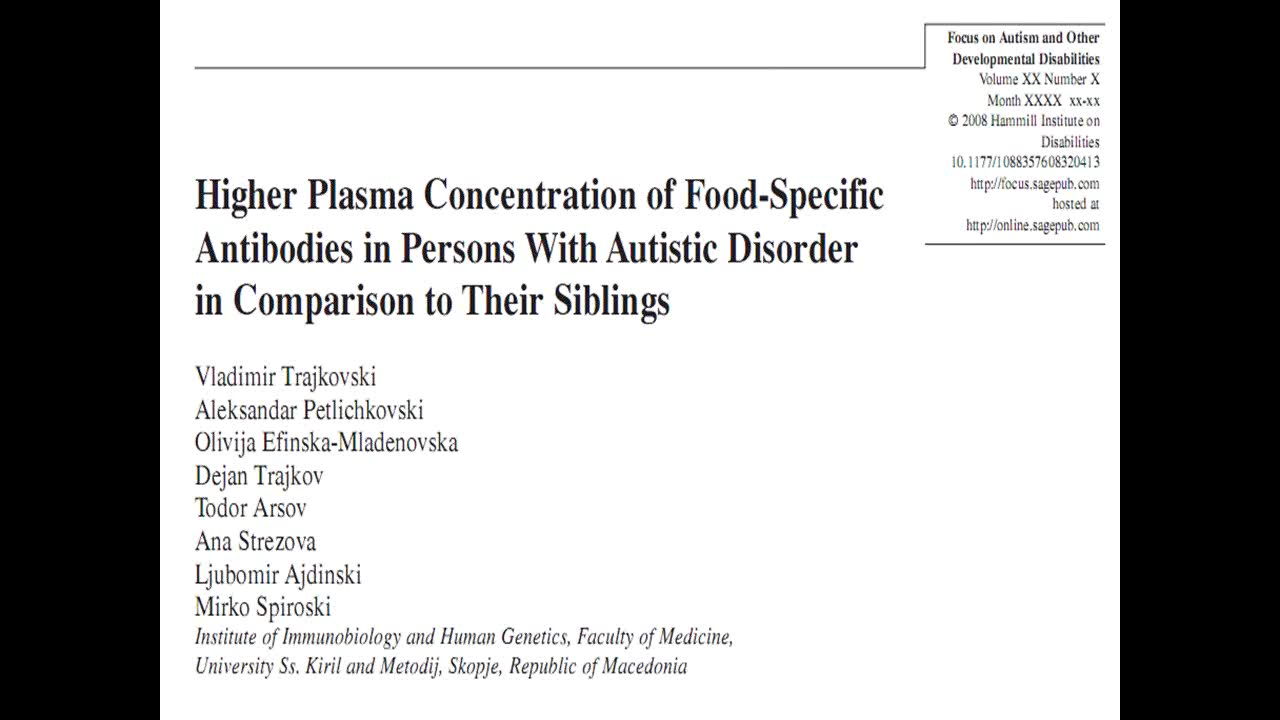 Focus on Autism and Other
Developmental Disabilities
Volume XX Number X
Month XXXX xx-xx
© 2008 Hammill Institute on
Disabilities
10.1177/1088357608320413
http://focus.sagepub.com
hosted at
http://online.sagepub.com
Higher Plasma Concentration of Food-Specific
Antibodies in Persons With Autistic Disorder
in Comparison to Their Siblings
Vladimir Trajkovski
Aleksandar Petlichkovski
Olivija Efinska-Mladenovska
Dejan Trajkov
Todor Arsov
Ana Strezova
Ljubomir Ajdinski
Mirko Spiroski
Institute of Immunobiology and Human Genetics, Faculty of Medicine,
University Ss. Kiril and Metodij, Skopje, Republic of Macedonia